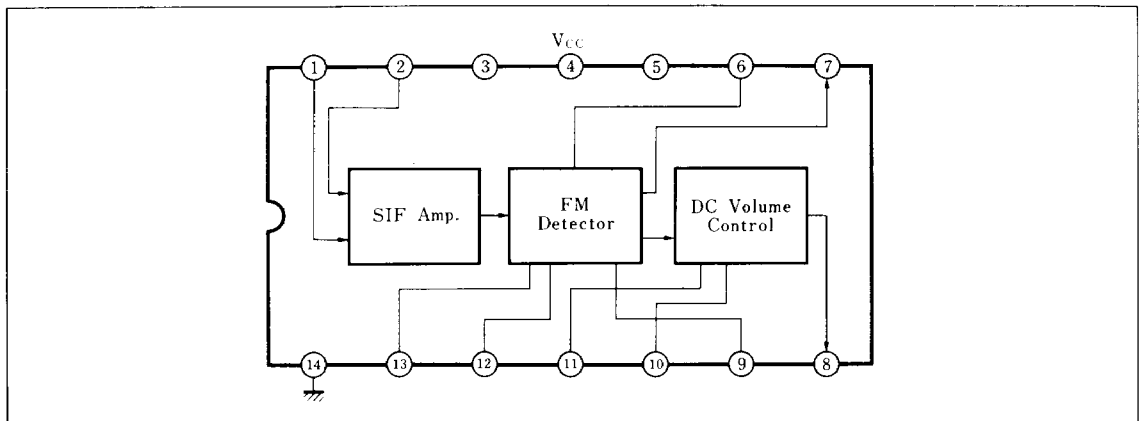 VCC
1 2 3 4 5 6 7
SIF Amp.
FM
Detector
DC Volume
Control
14 13 12 11 10 9 8